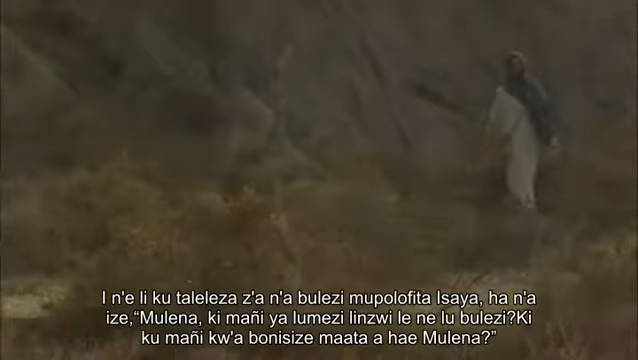 I n'e li ku taleleza z'a n'a bulezi mupolofita Isaya, ha n'a
ize,“Mulena, ki mañi ya lumezi linzwi le ne lu bulezi?Ki
ku mañi kw'a bonisize maata a hae Mulena?”